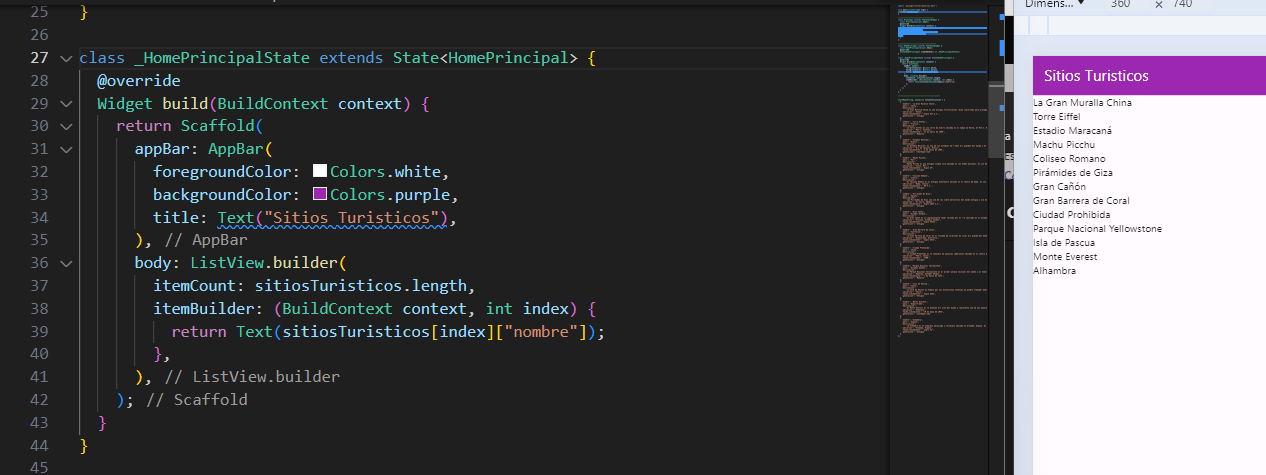 25 }
26
27 class _HomePrincipalState extends State<HomePrincipal> {
28 @override
29 Widget build(BuildContext context) {
30 return Scaffold(
31 appBar: AppBar(
32 foregroundColor: Colors.white,
33 backgroundColor: Colors.purple,
34 title: Text("Sitios Turisticos"),
35 ), // AppBar
36 body: ListView.builder(
37 itemCount: sitiosTuristicos.length,
38 itemBuilder: (BuildContext context, int index) {
39 return Text(sitiosTuristicos[index]["nombre"]);
40 },
41 ), // ListView.builder
42 ); // Scaffold
43 }
44 }
45
Dimens... 360 × 740
Sitios Turisticos
La Gran Muralla China
Torre Eiffel
Estadio Maracaná
Machu Picchu
Coliseo Romano
Pirámides de Giza
Gran Cañón
Gran Barrera de Coral
Ciudad Prohibida
Parque Nacional Yellowstone
Isla de Pascua
Monte Everest
Alhambra